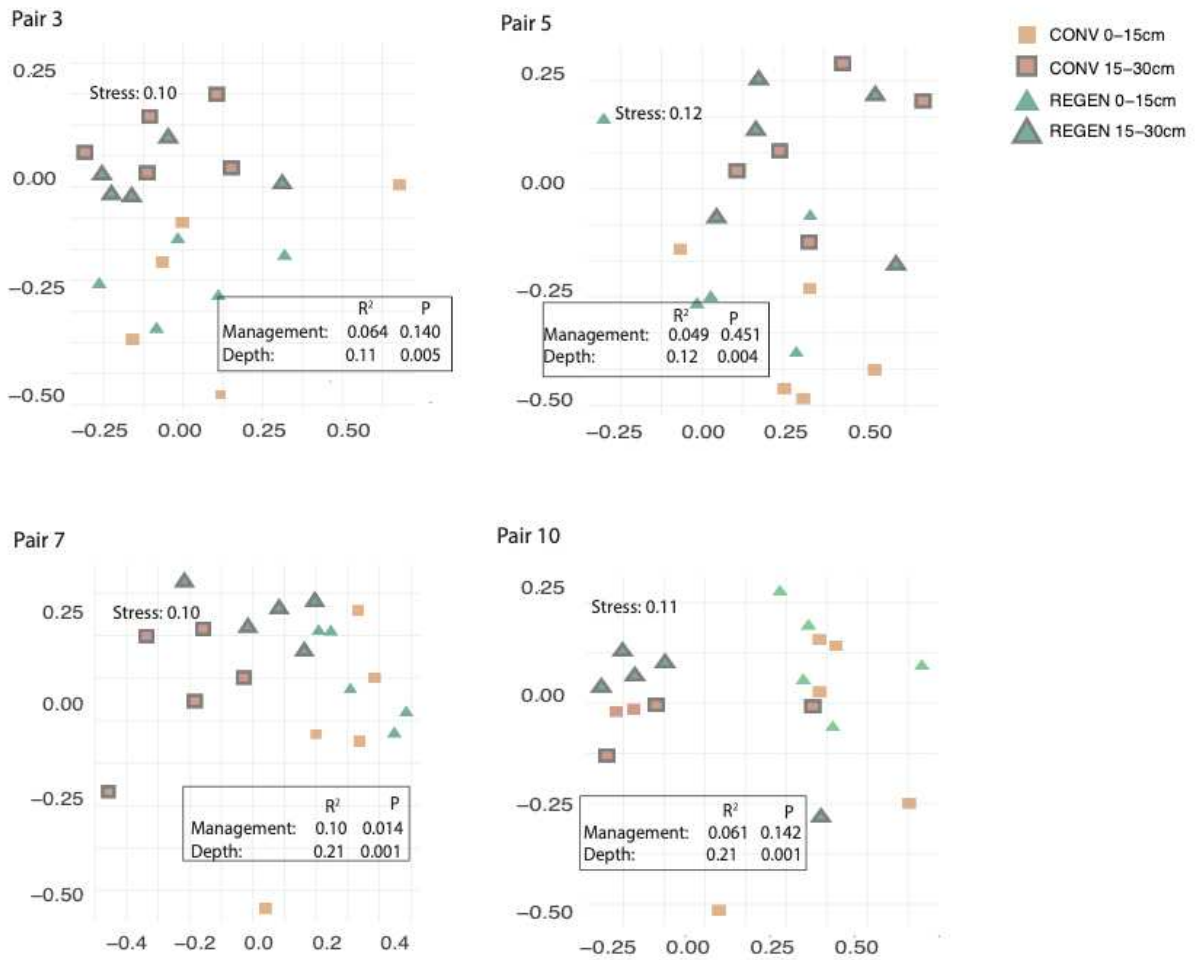 Pair 3
0.25
Stress: 0.10
0.00
−0.25
R² P
Management: 0.064 0.140
Depth: 0.11 0.005
−0.50
−0.25 0.00 0.25 0.50
Pair 5
0.25
Stress: 0.12
0.00
−0.25
R² P
Management: 0.049 0.451
Depth: 0.12 0.004
−0.50
−0.25 0.00 0.25 0.50
CONV 0−15cm
CONV 15−30cm
REGEN 0−15cm
REGEN 15−30cm
Pair 7
0.25
Stress: 0.10
0.00
−0.25
R² P
Management: 0.10 0.014
Depth: 0.21 0.001
−0.50
−0.4 −0.2 0.0 0.2 0.4
Pair 10
0.25
Stress: 0.11
0.00
−0.25
R² P
Management: 0.061 0.142
Depth: 0.21 0.001
−0.50
−0.25 0.00 0.25 0.50